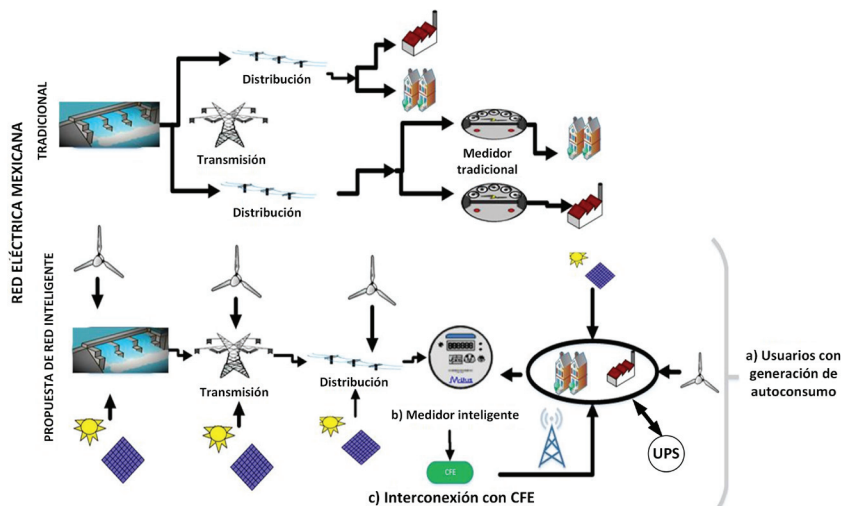 RED ELÉCTRICA MEXICANA
TRADICIONAL
Distribución
Transmisión
Distribución
Medidor
tradicional
PROPUESTA DE RED INTELIGENTE
Transmisión
Distribución
b) Medidor inteligente
CFE
c) Interconexión con CFE
UPS
a) Usuarios con
generación de
autoconsumo